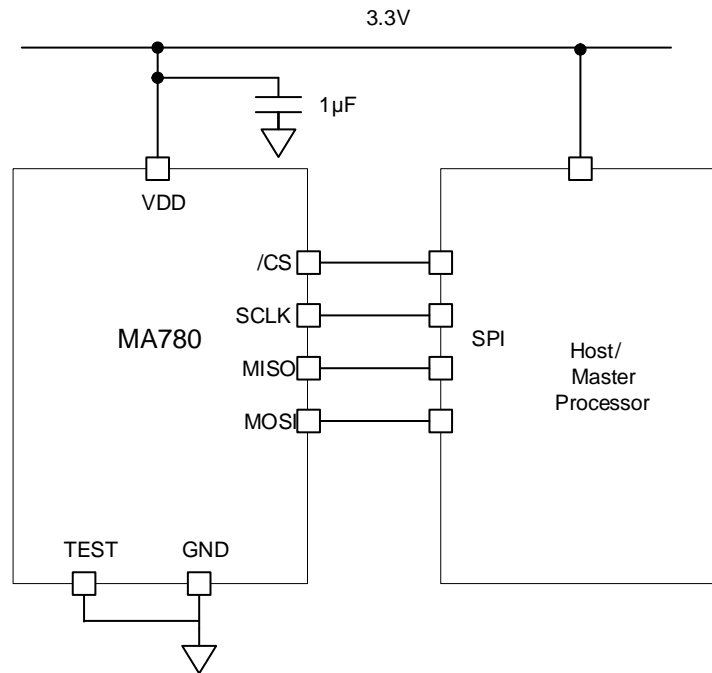 3.3V
1µF
VDD
/CS
SCLK
MA780
SPI
MISO
Host/
Master
Processor
MOSI
TEST
GND